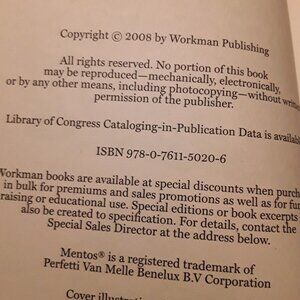 Copyright © 2008 by Workman Publishing
All rights reserved. No portion of this book
may be reproduced—mechanically, electronically,
or by any other means, including photocopying—without
permission of the publisher.
Library of Congress Cataloging-in-Publication Data is
ISBN 978-0-7611-5020-6
Workman books are available at special discounts when
in bulk for premiums and sales promotions as well as for
raising or educational use. Special editions or book excerpts
also be created to specification. For details, contact the
Special Sales Director at the address below.
Mentos® is a registered trademark of
Perfetti Van Melle Benelux B.V Corporation
Cover